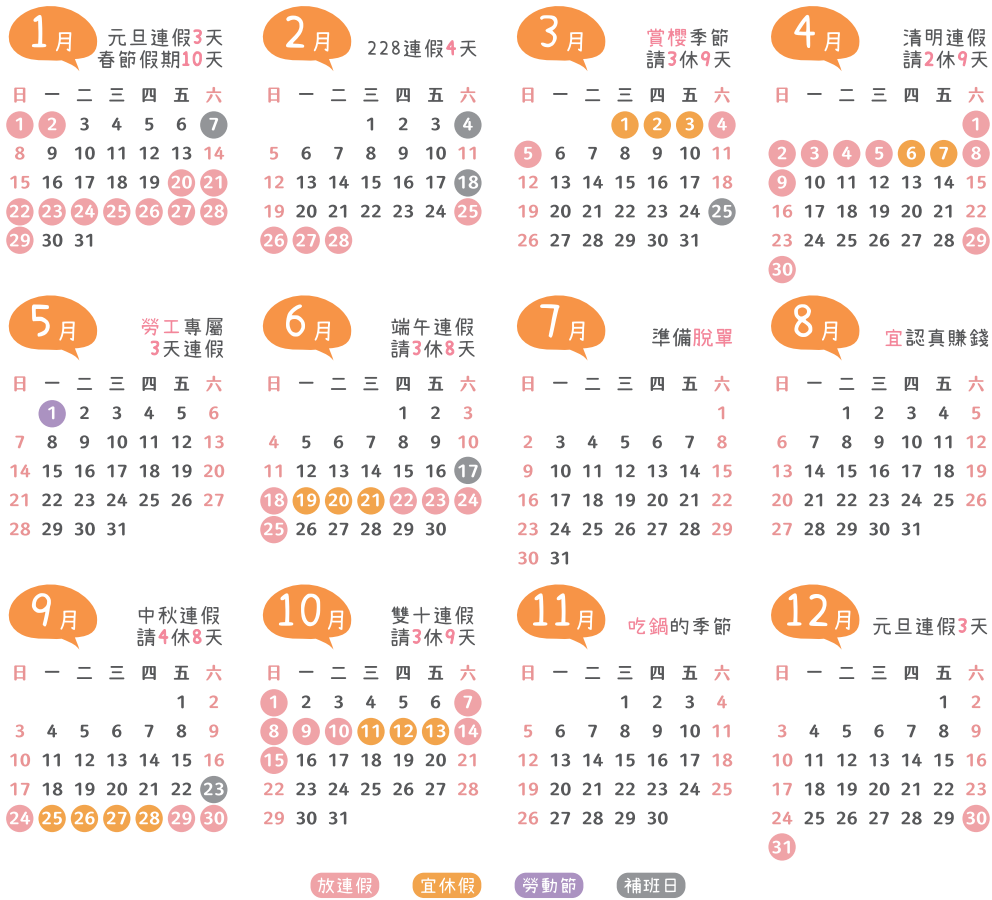 1月
元旦連假3天
春節假期10天
日 一 二 三 四 五 六
1 2 3 4 5 6 7
8 9 10 11 12 13 14
15 16 17 18 19 20 21
22 23 24 25 26 27 28
29 30 31
2月
228連假4天
日 一 二 三 四 五 六
1 2 3 4
5 6 7 8 9 10 11
12 13 14 15 16 17 18
19 20 21 22 23 24 25
26 27 28
3月
賞櫻季節
請3休9天
日 一 二 三 四 五 六
1 2 3 4
5 6 7 8 9 10 11
12 13 14 15 16 17 18
19 20 21 22 23 24 25
26 27 28 29 30 31
4月
清明連假
請2休9天
日 一 二 三 四 五 六
1
2 3 4 5 6 7 8
9 10 11 12 13 14 15
16 17 18 19 20 21 22
23 24 25 26 27 28 29
30
5月
勞工專屬
3天連假
日 一 二 三 四 五 六
1 2 3 4 5 6
7 8 9 10 11 12 13
14 15 16 17 18 19 20
21 22 23 24 25 26 27
28 29 30 31
6月
端午連假
請3休8天
日 一 二 三 四 五 六
1 2 3
4 5 6 7 8 9 10
11 12 13 14 15 16 17
18 19 20 21 22 23 24
25 26 27 28 29 30
7月
準備脫單
日 一 二 三 四 五 六
1
2 3 4 5 6 7 8
9 10 11 12 13 14 15
16 17 18 19 20 21 22
23 24 25 26 27 28 29
30 31
8月
宜認真賺錢
日 一 二 三 四 五 六
1 2 3 4 5
6 7 8 9 10 11 12
13 14 15 16 17 18 19
20 21 22 23 24 25 26
27 28 29 30 31
9月
中秋連假
請4休8天
日 一 二 三 四 五 六
1 2
3 4 5 6 7 8 9
10 11 12 13 14 15 16
17 18 19 20 21 22 23
24 25 26 27 28 29 30
10月
雙十連假
請3休9天
日 一 二 三 四 五 六
1 2 3 4 5 6 7
8 9 10 11 12 13 14
15 16 17 18 19 20 21
22 23 24 25 26 27 28
29 30 31
11月
吃鍋的季節
日 一 二 三 四 五 六
1 2 3 4
5 6 7 8 9 10 11
12 13 14 15 16 17 18
19 20 21 22 23 24 25
26 27 28 29 30
12月
元旦連假3天
日 一 二 三 四 五 六
1 2
3 4 5 6 7 8 9
10 11 12 13 14 15 16
17 18 19 20 21 22 23
24 25 26 27 28 29 30
31
放連假 宜休假 勞動節 補班日